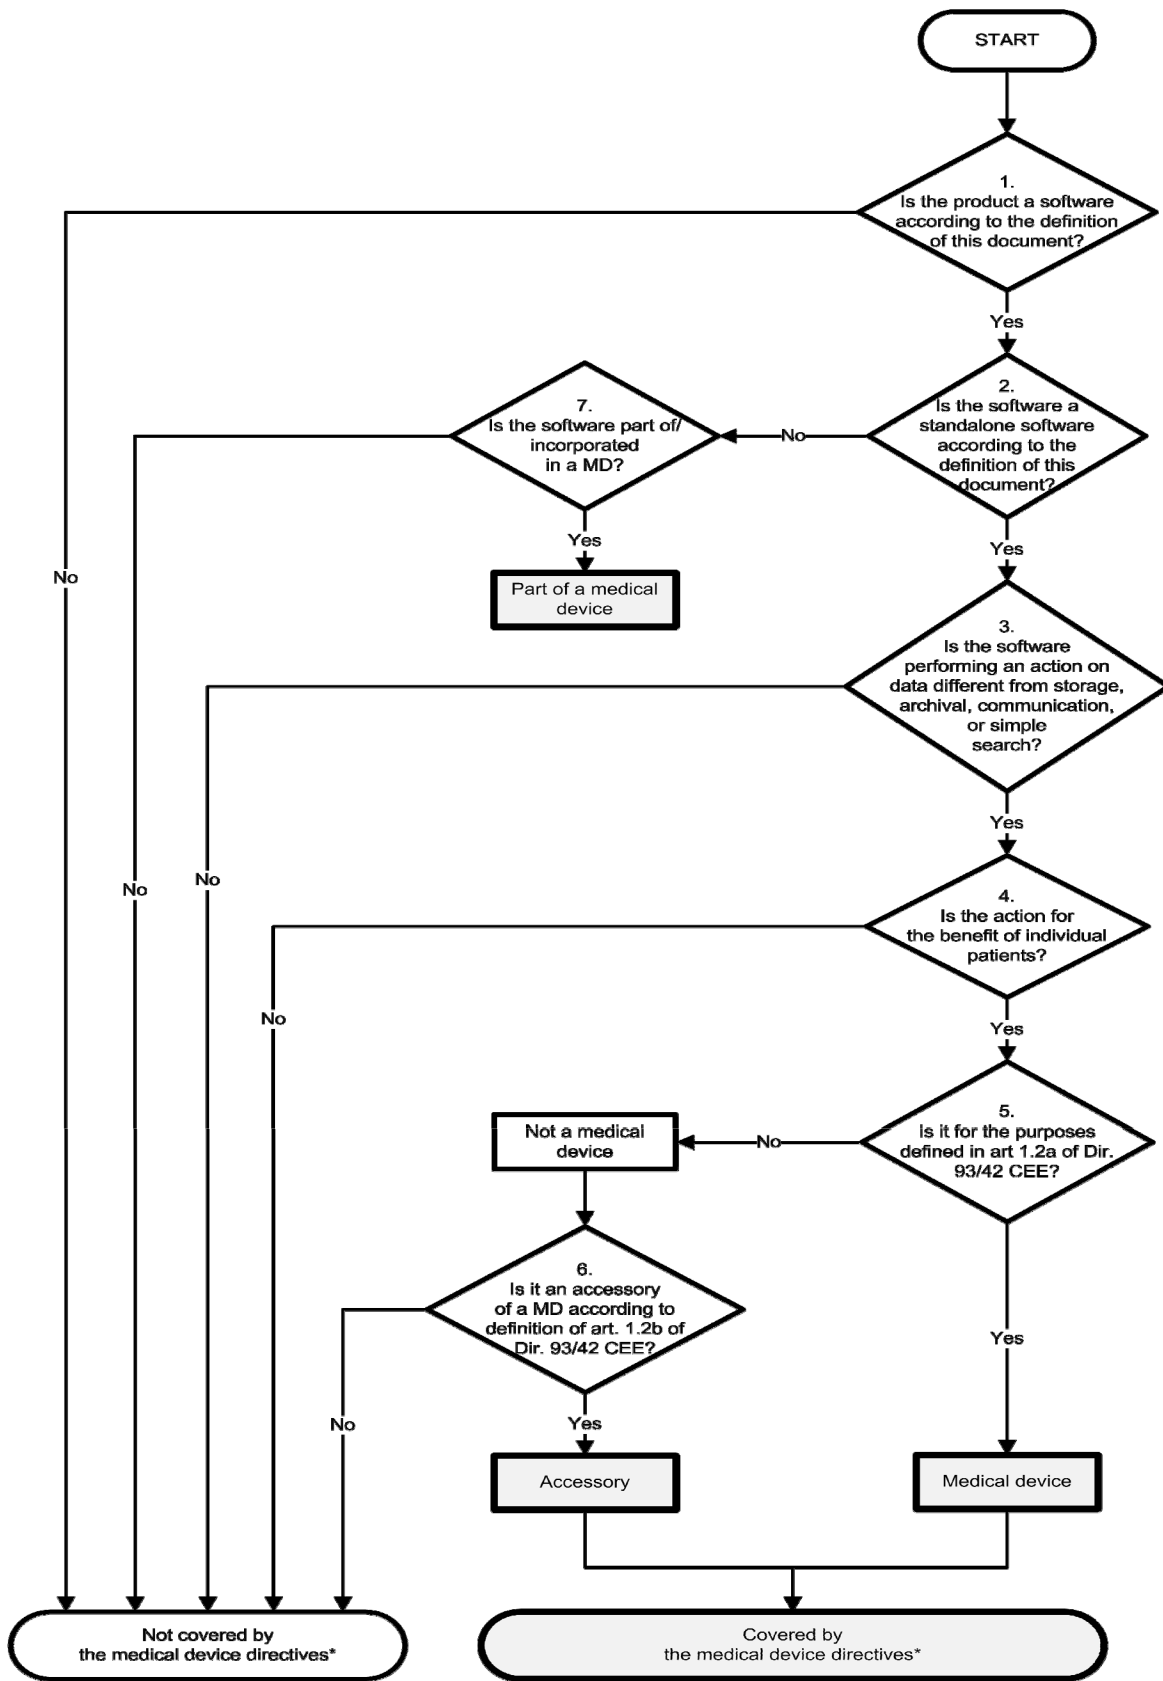 START
1.
Is the product a software
according to the definition
of this document?
Yes
2.
Is the software a
standalone software
according to the
definition of this
document?
No
7.
Is the software part of/
incorporated
in a MD?
Yes
Part of a medical
device
Yes
No
3.
Is the software
performing an action on
data different from storage,
archival, communication,
or simple
search?
Yes
No
No
4.
Is the action for
the benefit of individual
patients?
No
Yes
5.
Is it for the purposes
defined in art 1.2a of Dir.
93/42 CEE?
No
Not a medical
device
6.
Is it an accessory
of a MD according to
definition of art. 1.2b of
Dir. 93/42 CEE?
Yes
No
Yes
Accessory
Medical device
Not covered by
the medical device directives*
Covered by
the medical device directives*